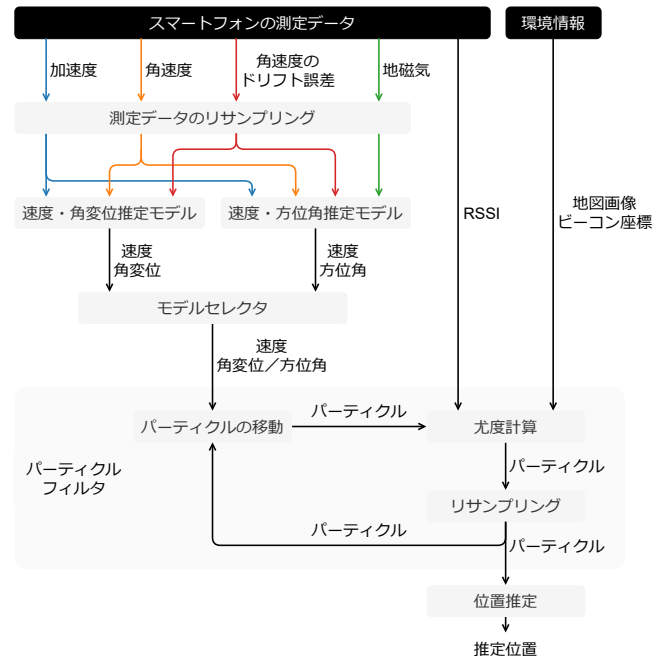 スマートフォンの測定データ
環境情報
加速度
角速度
角速度の
ドリフト誤差
地磁気
測定データのリサンプリング
速度・角変位推定モデル
速度・方位角推定モデル
RSSI
地図画像
ビーコン座標
速度
角変位
速度
方位角
モデルセレクタ
速度
角変位／方位角
パーティクルの移動
パーティクル
尤度計算
パーティクル
フィルタ
パーティクル
リサンプリング
パーティクル
パーティクル
位置推定
推定位置